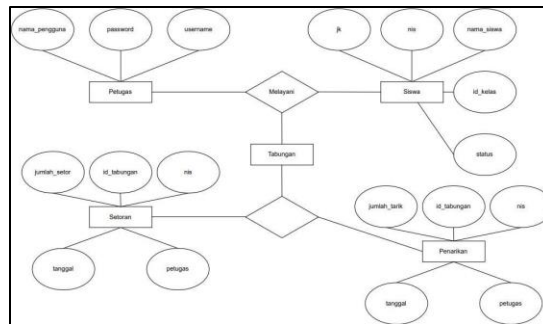 nama_pengguna
password
username
jk
nis
nama_siswa
Petugas
Melayani
Siswa
id_kelas
Tabungan
status
jumlah_setor
id_tabungan
nis
jumlah_tarik
id_tabungan
nis
Setoran
Penarikan
tanggal
petugas
tanggal
petugas